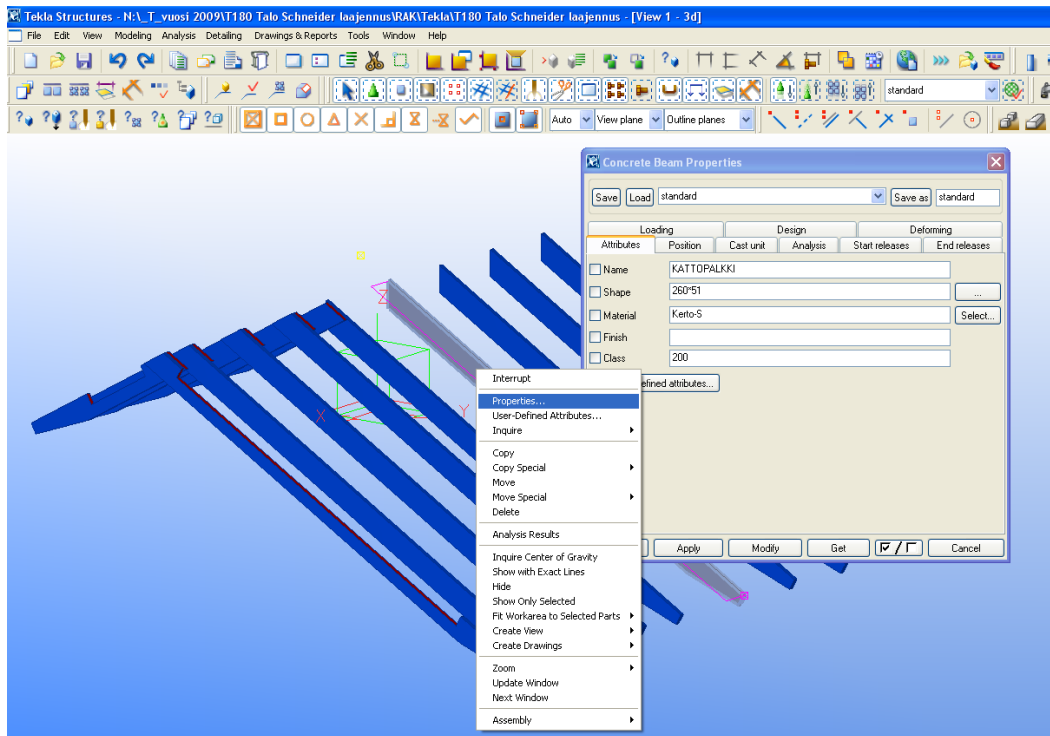 Tekla Structures - N:\_T_vuosi 2009\T180 Talo Schneider laajennus\RAK\Tekla\T180 Talo Schneider laajennus - [View 1 - 3d]
File Edit View Modeling Analysis Detailing Drawings & Reports Tools Window Help
standard
Auto View plane Outline planes
Concrete Beam Properties
Save Load standard Save as standard
Loading Design Deforming
Attributes Position Cast unit Analysis Start releases End releases
Name KATTOPALKKI
Shape 260*51 ...
Material Kerto-S Select...
Finish
Class 200
efined attributes...
Apply Modify Get / Cancel
Z
X
Y
Interrupt
Properties...
User-Defined Attributes...
Inquire
Copy
Copy Special
Move
Move Special
Delete
Analysis Results
Inquire Center of Gravity
Show with Exact Lines
Hide
Show Only Selected
Fit Workarea to Selected Parts
Create View
Create Drawings
Zoom
Update Window
Next Window
Assembly